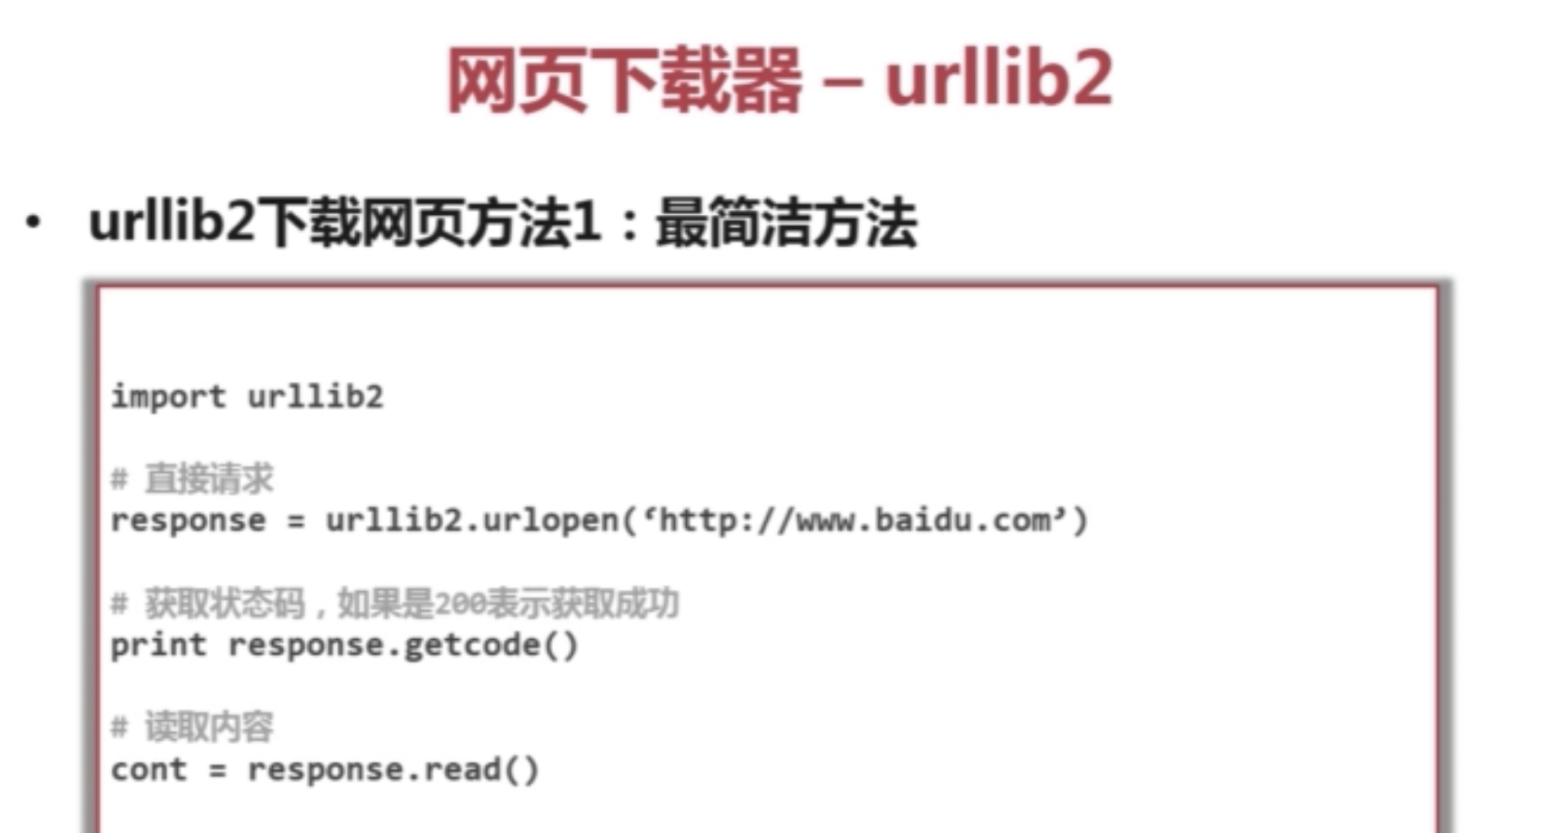 网页下载器 – urllib2
• urllib2下载网页方法1：最简洁方法
import urllib2
# 直接请求
response = urllib2.urlopen(‘http://www.baidu.com’)
# 获取状态码，如果是200表示获取成功
print response.getcode()
# 读取内容
cont = response.read()